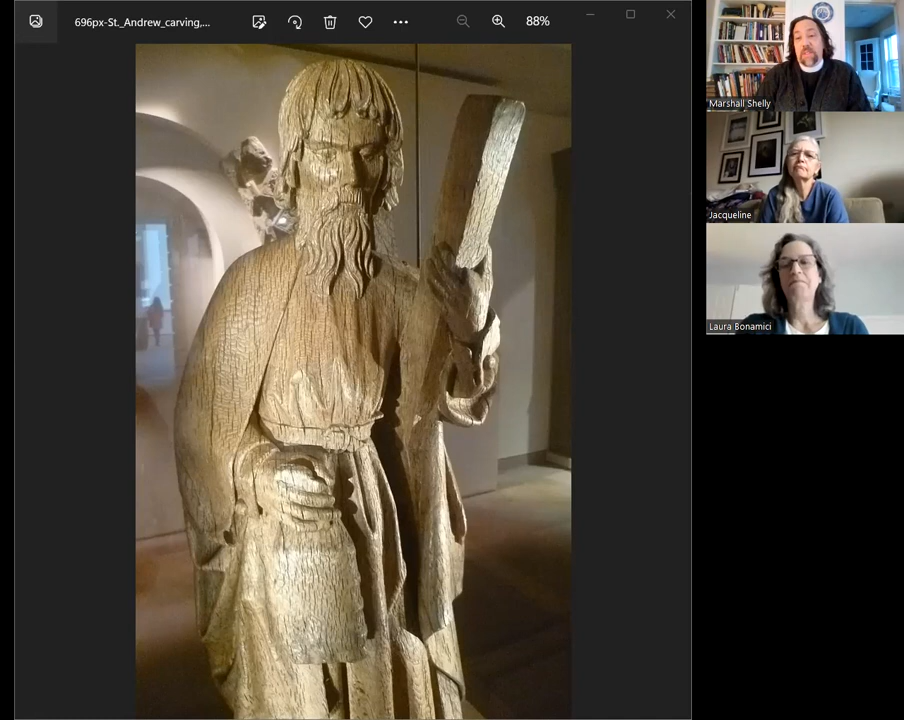 696px-St._Andrew_carving,...
88%
Marshall Shelly
Jacqueline
Laura Bonamici